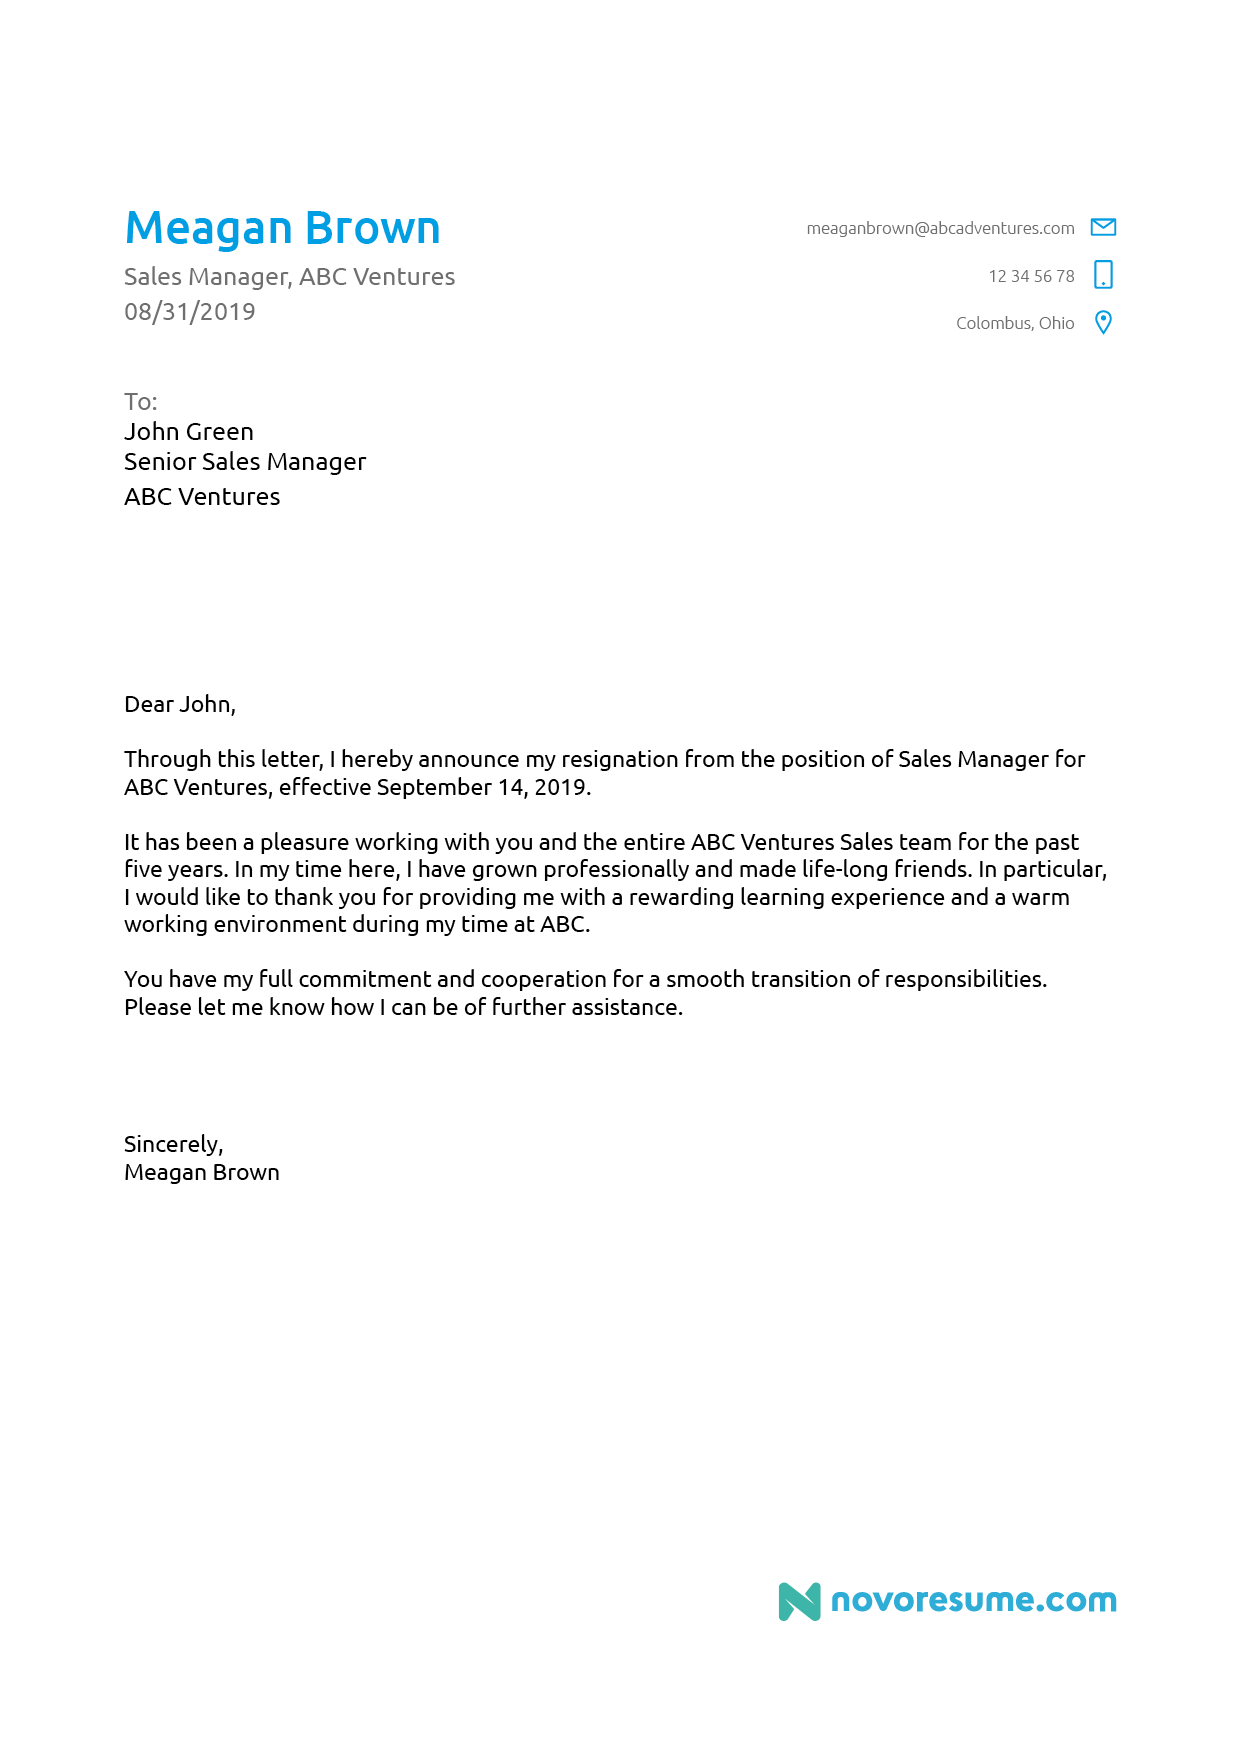 Meagan Brown
Sales Manager, ABC Ventures
08/31/2019
meaganbrown@abcadventures.com
12 34 56 78
Colombus, Ohio
To:
John Green
Senior Sales Manager
ABC Ventures
Dear John,
Through this letter, I hereby announce my resignation from the position of Sales Manager for
ABC Ventures, effective September 14, 2019.
It has been a pleasure working with you and the entire ABC Ventures Sales team for the past
five years. In my time here, I have grown professionally and made life-long friends. In particular,
I would like to thank you for providing me with a rewarding learning experience and a warm
working environment during my time at ABC.
You have my full commitment and cooperation for a smooth transition of responsibilities.
Please let me know how I can be of further assistance.
Sincerely,
Meagan Brown
novoresume.com